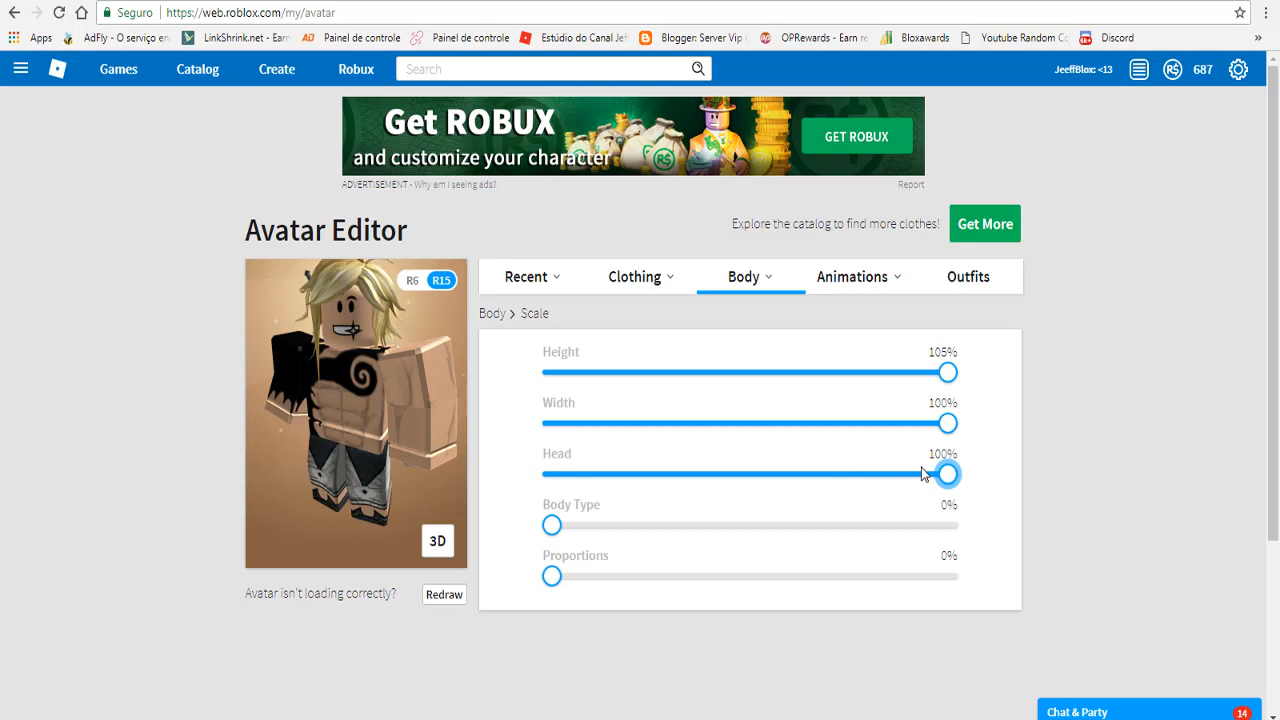 Seguro https://web.roblox.com/my/avatar
Apps AdFly - O serviço en LinkShrink.net - Earn Painel de controle Painel de controle Estúdio do Canal Jef Blogger: Sensey Vip OPRewards - Earn re Bloxawards Youtube Random Co Discord »
Games Catalog Create Robux Search JeeffBlox: <13 R$ 687
Get ROBUX
and customize your character
GET ROBUX
ADVERTISEMENT - Why am I seeing ads? Report
Avatar Editor
Explore the catalog to find more clothes! Get More
R6 R15
Recent Clothing Body Animations Outfits
Body > Scale
Height 105%
Width 100%
Head 100%
Body Type 0%
Proportions 0%
3D
Avatar isn't loading correctly? Redraw
Chat & Party 14